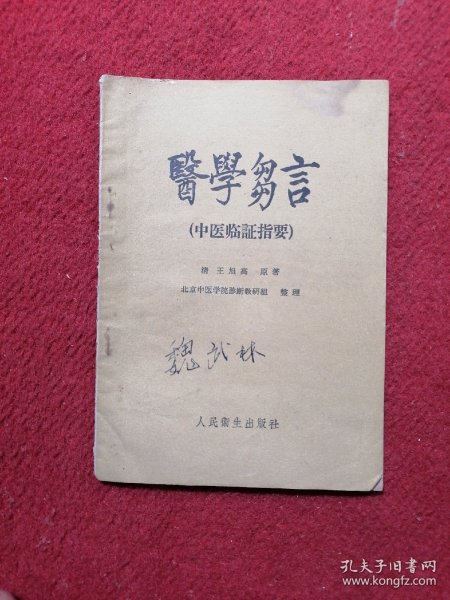 醫學芻言
(中医临証指要)
清 王旭高 原著
北京中医学院診断教研組 整理
魏武林
人民衛生出版社
孔夫子旧书网
www.kongfz.com